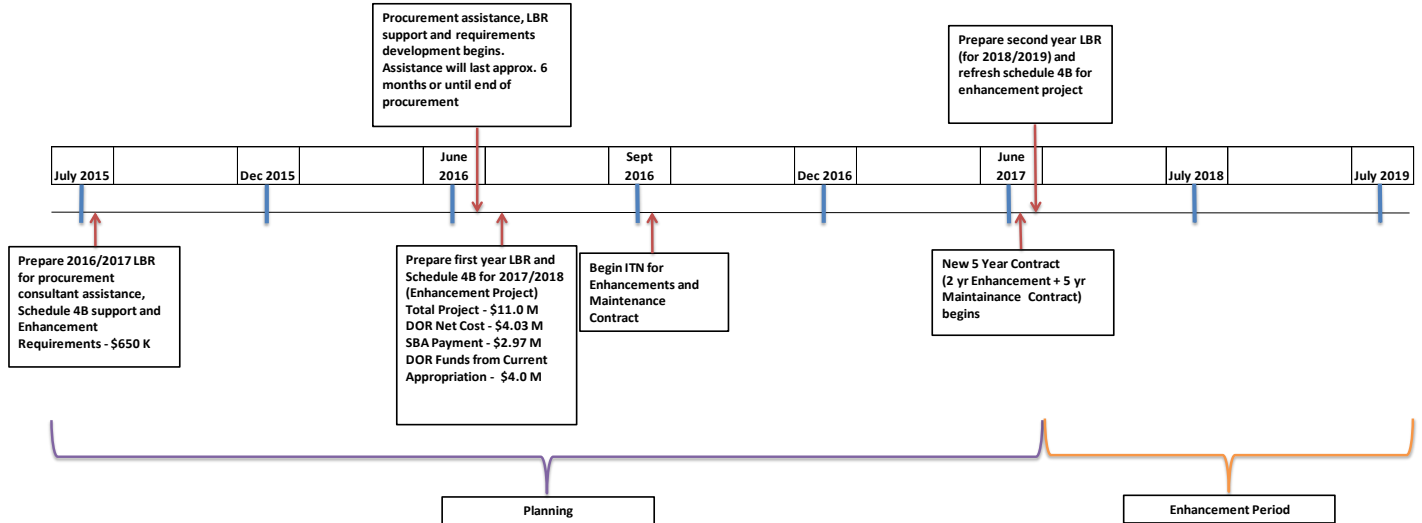 Procurement assistance, LBR
support and requirements
development begins.
Assistance will last approx. 6
months or until end of
procurement
Prepare second year LBR
(for 2018/2019) and
refresh schedule 4B for
enhancement project
July 2015
Dec 2015
June
2016
Sept
2016
Dec 2016
June
2017
July 2018
July 2019
Prepare 2016/2017 LBR
for procurement
consultant assistance,
Schedule 4B support and
Enhancement
Requirements - $650 K
Prepare first year LBR and
Schedule 4B for 2017/2018
(Enhancement Project)
Total Project - $11.0 M
DOR Net Cost - $4.03 M
SBA Payment - $2.97 M
DOR Funds from Current
Appropriation - $4.0 M
Begin ITN for
Enhancements and
Maintenance
Contract
New 5 Year Contract
(2 yr Enhancement + 5 yr
Maintainance Contract)
begins
Planning
Enhancement Period